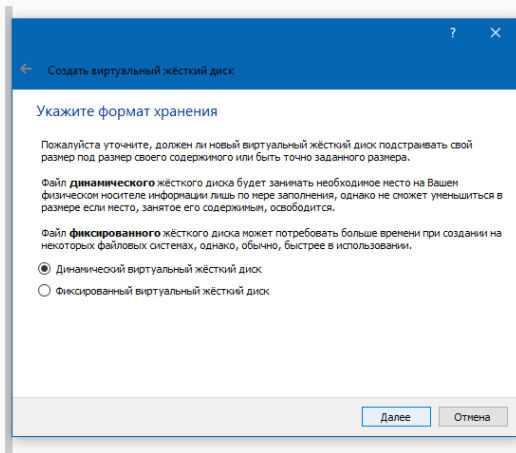 ?
Создать виртуальный жёсткий диск
Укажите формат хранения
Пожалуйста уточните, должен ли новый виртуальный жёсткий диск подстраивать свой
размер под размер своего содержимого или быть точно заданного размера.
Файл динамического жёсткого диска будет занимать необходимое место на Вашем
физическом носителе информации лишь по мере заполнения, однако не сможет уменьшиться в
размере если место, занятое его содержимым, освободится.
Файл фиксированного жёсткого диска может потребовать больше времени при создании на
некоторых файловых системах, однако, обычно, быстрее в использовании.
Динамический виртуальный жёсткий диск
Фиксированный виртуальный жёсткий диск
Далее Отмена